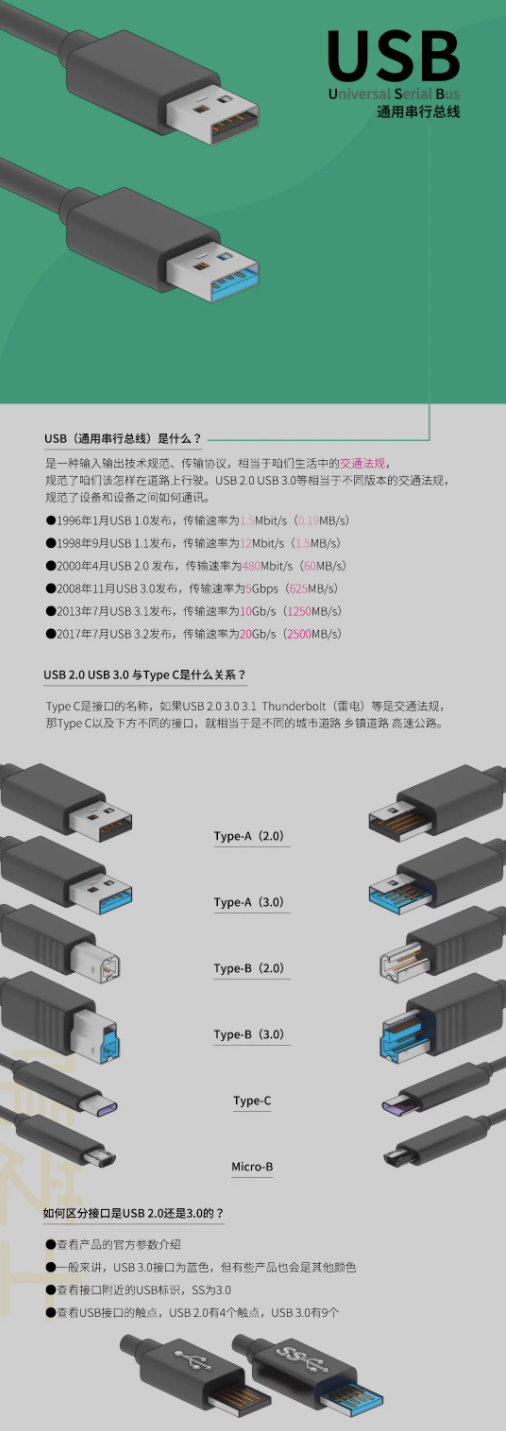 USB
Universal Serial Bus
通用串行总线
USB（通用串行总线）是什么？
是一种输入输出技术规范、传输协议，相当于咱们生活中的交通法规，
规范了咱们该怎样在道路上行驶。USB 2.0 USB 3.0等相当于不同版本的交通法规，
规范了设备和设备之间如何通讯。
●1996年1月USB 1.0发布，传输速率为1.5Mbit/s（0.19MB/s）
●1998年9月USB 1.1发布，传输速率为12Mbit/s（1.5MB/s）
●2000年4月USB 2.0 发布，传输速率为480Mbit/s（60MB/s）
●2008年11月USB 3.0发布，传输速率为5Gbps（625MB/s）
●2013年7月USB 3.1发布，传输速率为10Gb/s（1250MB/s）
●2017年7月USB 3.2发布，传输速率为20Gb/s（2500MB/s）
USB 2.0 USB 3.0 与Type C是什么关系？
Type C是接口的名称，如果USB 2.0 3.0 3.1 Thunderbolt（雷电）等是交通法规，
那Type C以及下方不同的接口，就相当于是不同的城市道路 乡镇道路 高速公路。
Type-A（2.0）
Type-A（3.0）
Type-B（2.0）
Type-B（3.0）
Type-C
Micro-B
如何区分接口是USB 2.0还是3.0的？
●查看产品的官方参数介绍
●一般来讲，USB 3.0接口为蓝色，但有些产品也会是其他颜色
●查看接口附近的USB标识，SS为3.0
●查看USB接口的触点，USB 2.0有4个触点，USB 3.0有9个
SS